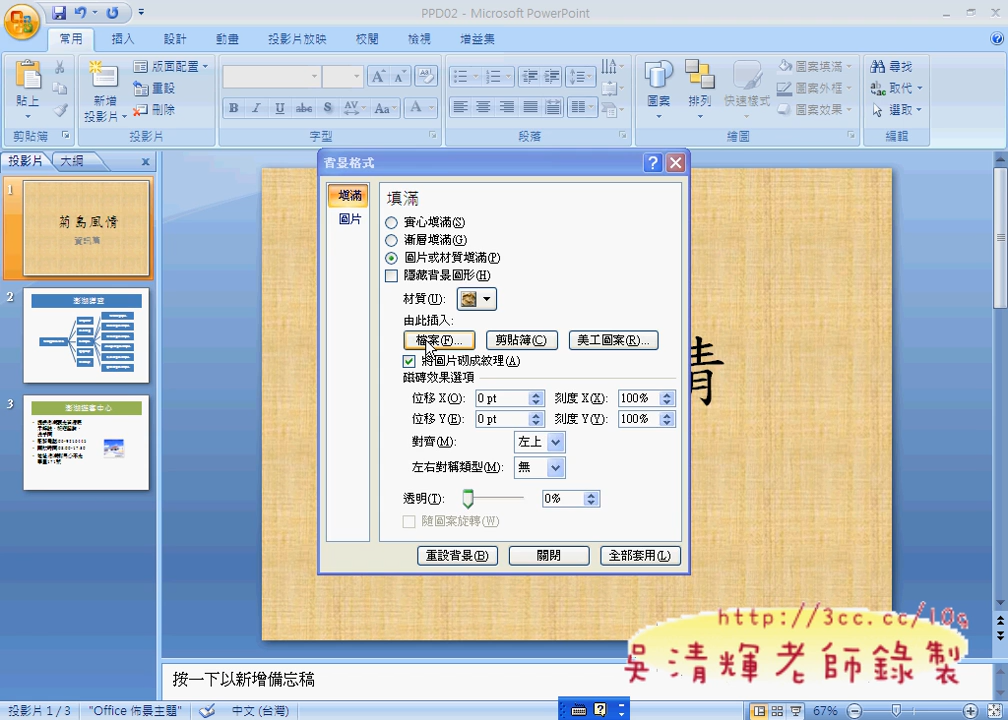 PPD02 - Microsoft PowerPoint
常用 插入 設計 動畫 投影片放映 校閱 檢視 增益集
貼上
新增
投影片
版面配置
重設
刪除
圖案
排列
快速樣式
圖案填滿
圖案外框
圖案效果
尋找
取代
選取
剪貼簿 投影片 字型 段落 繪圖 編輯
投影片 大綱
1
菊島風情
資訊篇
2
3
背景格式
填滿
圖片
填滿
實心填滿(S)
漸層填滿(G)
圖片或材質填滿(P)
隱藏背景圖形(H)
材質(U):
由此插入:
檔案(F)... 剪貼簿(C) 美工圖案(R)...
將圖片砌成紋理(A)
磁磚效果選項
位移 X(O): 0 pt 刻度 X(X): 100%
位移 Y(E): 0 pt 刻度 Y(Y): 100%
對齊(M): 左上
左右對稱類型(M): 無
透明(T): 0%
隨圖案旋轉(W)
重設背景(B) 關閉 全部套用(L)
情
http://3cc.cc/10q
吳清輝老師錄製
按一下以新增備忘稿
投影片 1 / 3 "Office 佈景主題" 中文 (台灣) 67%